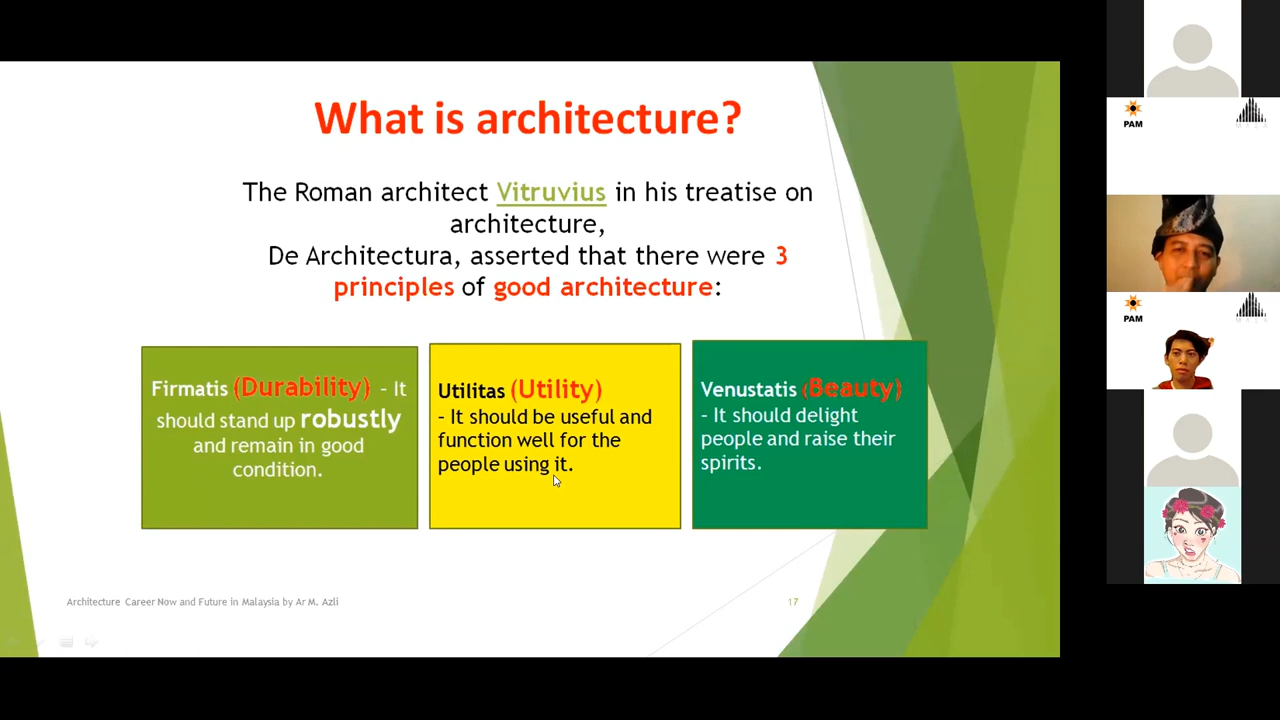 What is architecture?
The Roman architect Vitruvius in his treatise on
architecture,
De Architectura, asserted that there were 3
principles of good architecture:
Firmatis (Durability) - It
should stand up robustly
and remain in good
condition.
Utilitas (Utility)
- It should be useful and
function well for the
people using it.
Venustatis (Beauty)
- It should delight
people and raise their
spirits.
Architecture Career Now and Future in Malaysia by Ar M. Azli
17
PAM
PAM